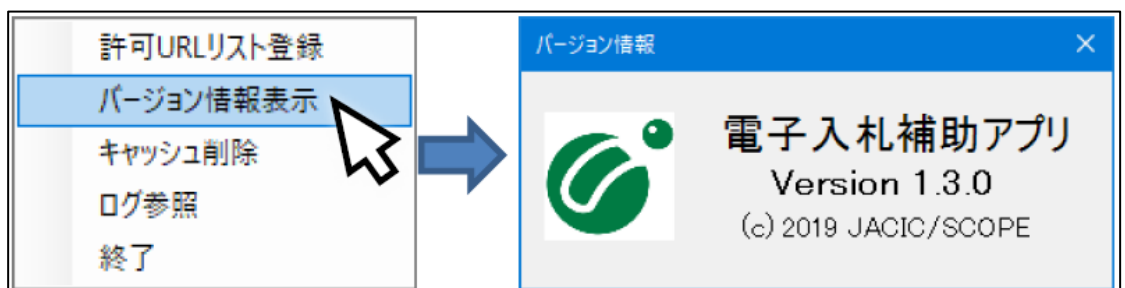 許可URLリスト登録
バージョン情報表示
キャッシュ削除
ログ参照
終了
バージョン情報
電子入札補助アプリ
Version 1.3.0
(c) 2019 JACIC/SCOPE